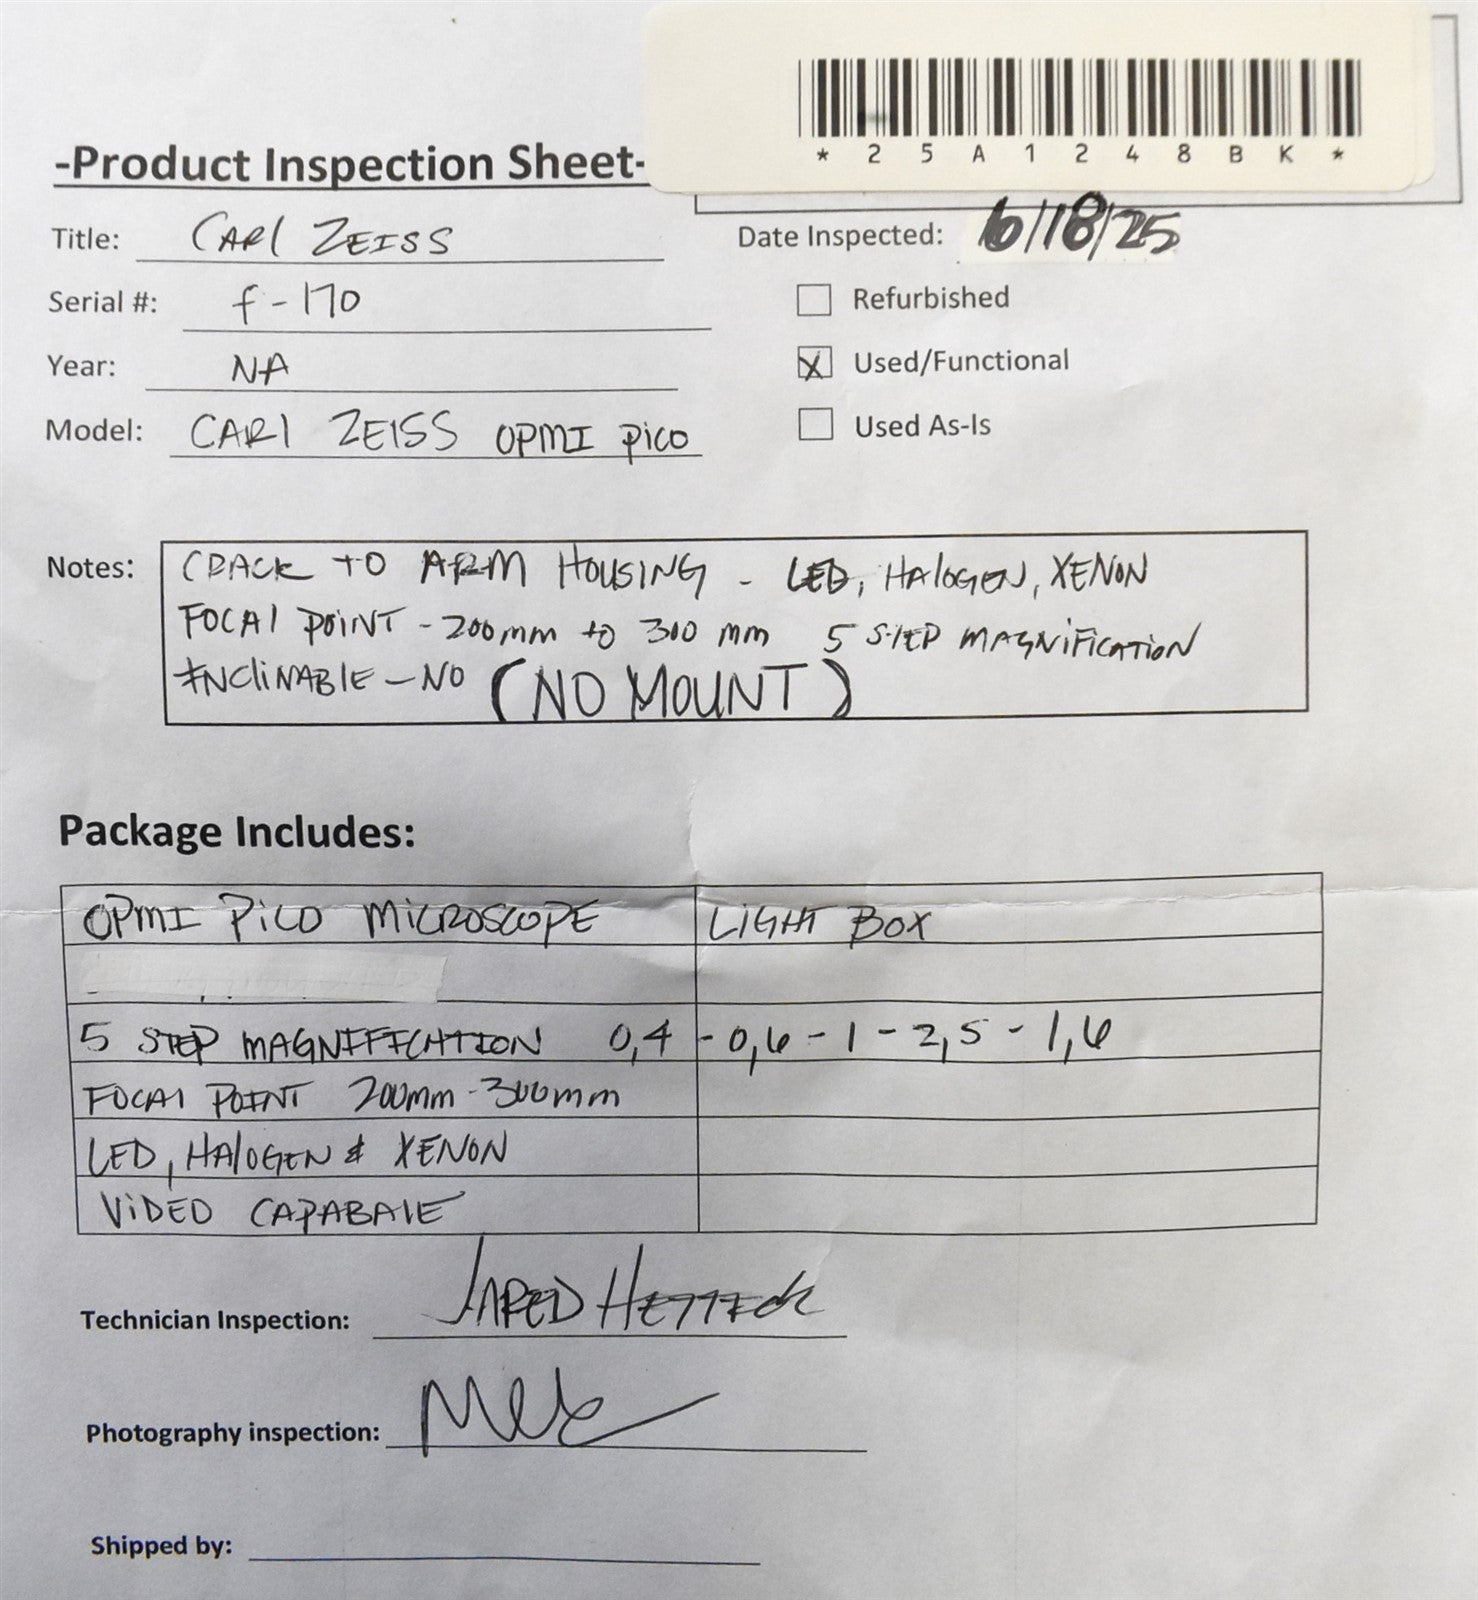 *25A1248BK*
-Product Inspection Sheet-
Title: CARl ZEISS
Date Inspected: 6/18/25
Serial #: f-170
Refurbished
Year: NA
X Used/Functional
Model: CARl ZEISS OPMI PiCO
Used As-Is
Notes: CRACK TO ARM HOUSING - LED, HAlOGEN, XENON
FOCAl POiNT - 200mm to 300 mm 5 STEP MAGNiFiCATiON
INCliNABlE - NO (NO MOUNT)
Package Includes:
OPMI PiCO MiCROSCOPE LiGHT BOX
5 STEP MAGNIFICATION 0,4 - 0,6 - 1 - 2,5 - 1,6
FOCAl POINT 200mm - 300mm
LED, HAlOGEN & XENON
ViDEO CAPABAlE
Technician Inspection: JARED
Photography inspection:
Shipped by: